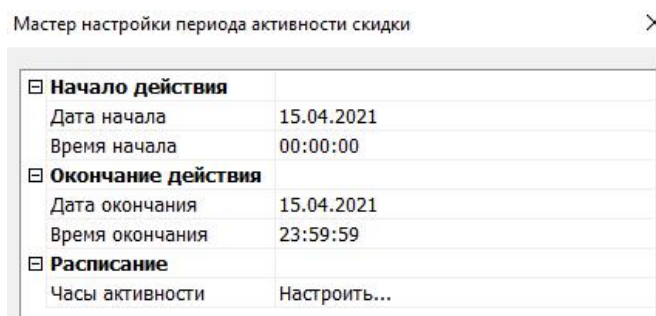 Мастер настройки периода активности скидки
Начало действия
Дата начала 15.04.2021
Время начала 00:00:00
Окончание действия
Дата окончания 15.04.2021
Время окончания 23:59:59
Расписание
Часы активности Настроить...